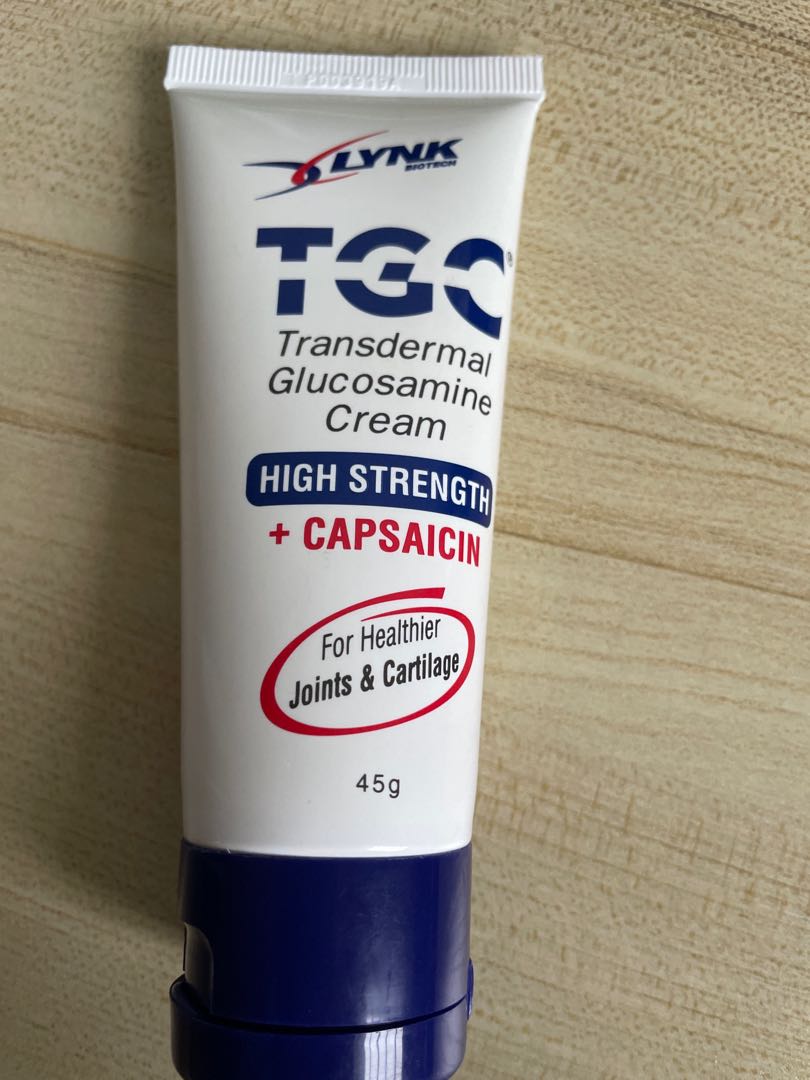 LYNK
BIOTECH
TGC®
Transdermal
Glucosamine
Cream
HIGH STRENGTH
+ CAPSAICIN
For Healthier
Joints & Cartilage
45g